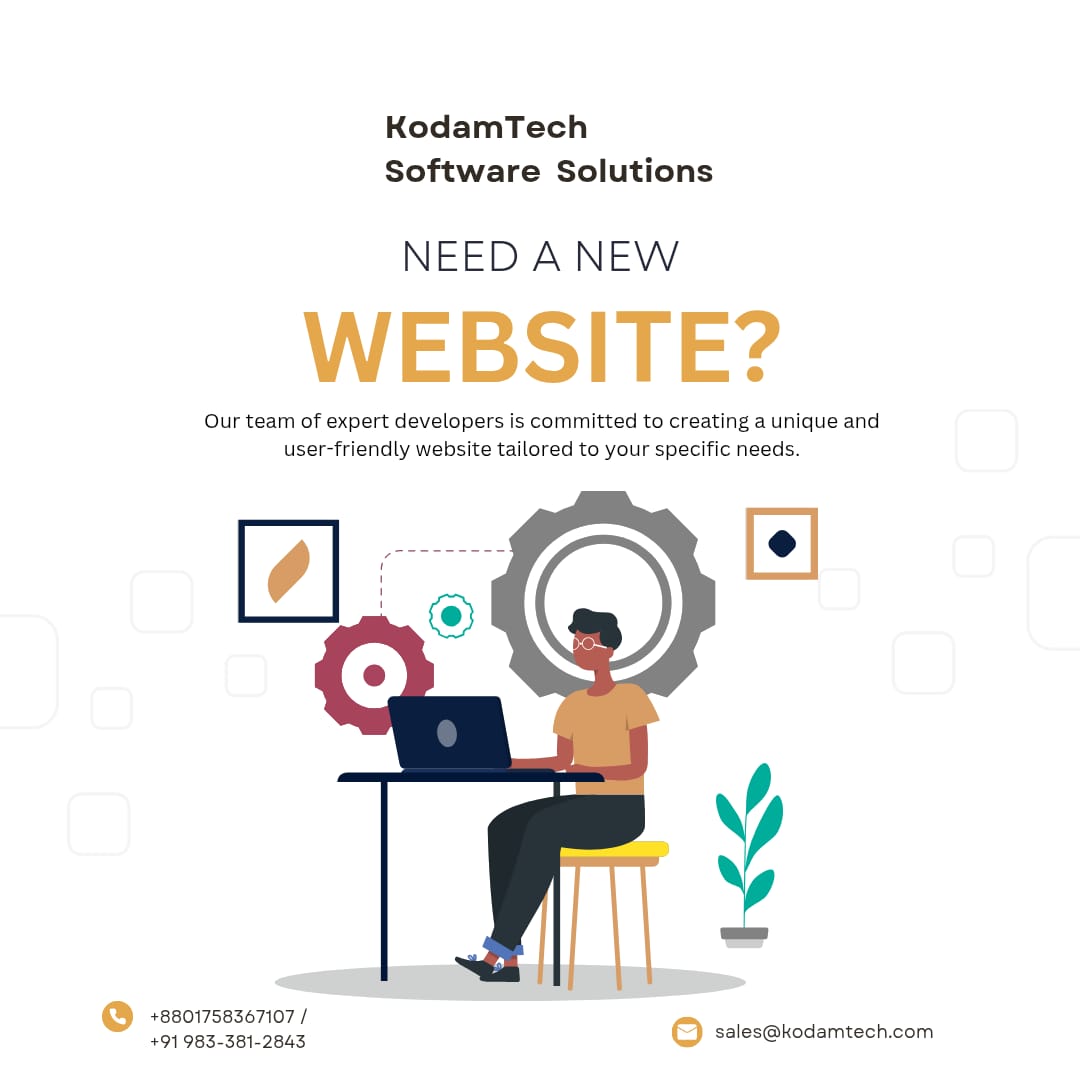 KodamTech
Software Solutions
NEED A NEW
WEBSITE?
Our team of expert developers is committed to creating a unique and
user-friendly website tailored to your specific needs.
+8801758367107 /
+91 983-381-2843
sales@kodamtech.com